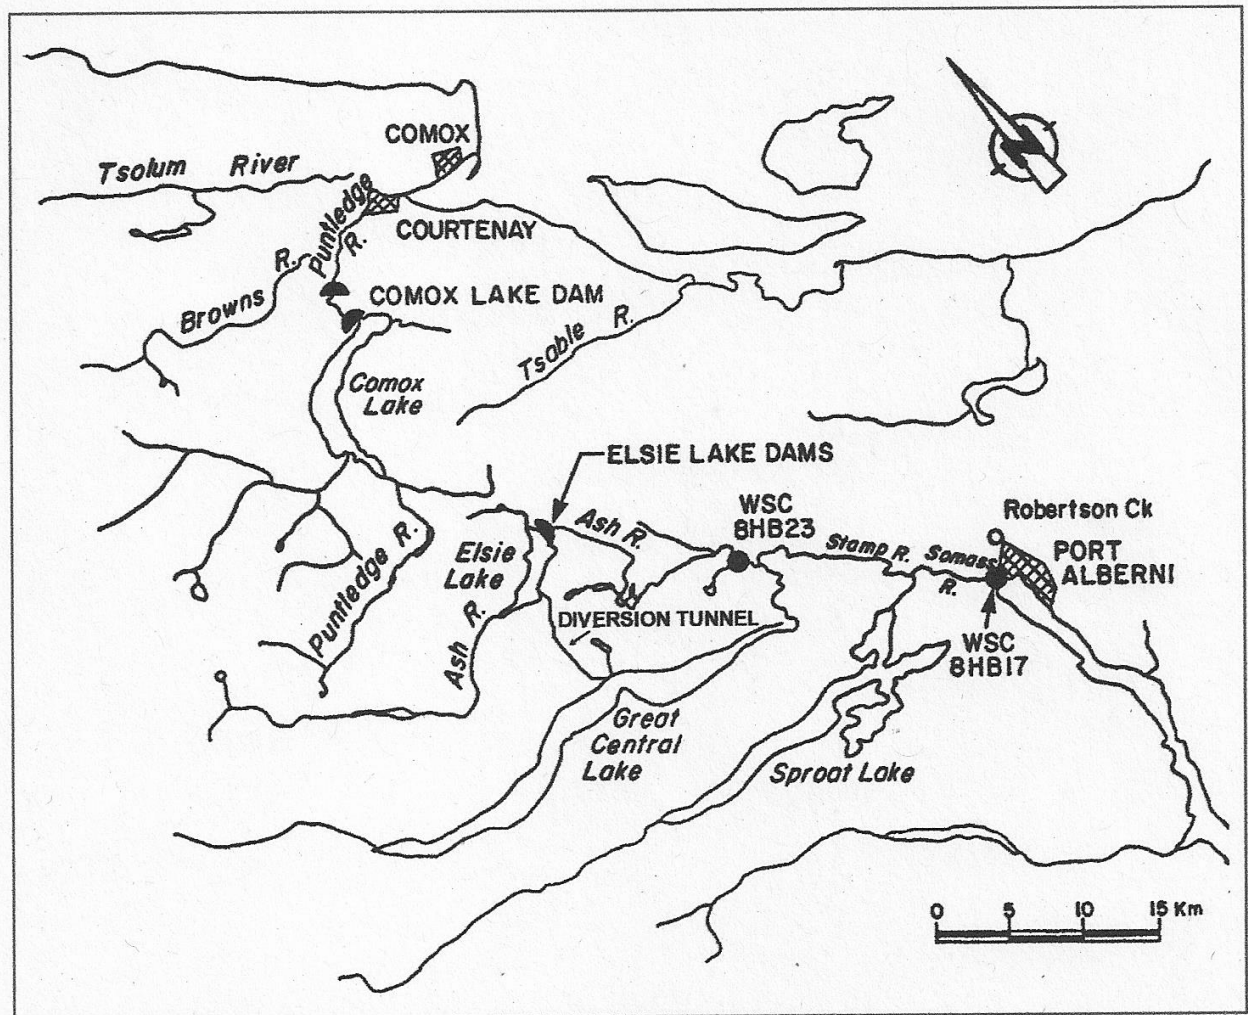 COMOX
Tsolum River
Puntledge
R.
COURTENAY
Browns R.
COMOX LAKE DAM
Tsable R.
Comox
Lake
ELSIE LAKE DAMS
WSC
8HB23
Robertson Ck
Ash R.
Stamp R.
Somass
R.
PORT
ALBERNI
Puntledge R.
Elsie
Lake
Ash R.
DIVERSION TUNNEL
WSC
8HB17
Great
Central
Lake
Sproat Lake
0 5 10 15 Km